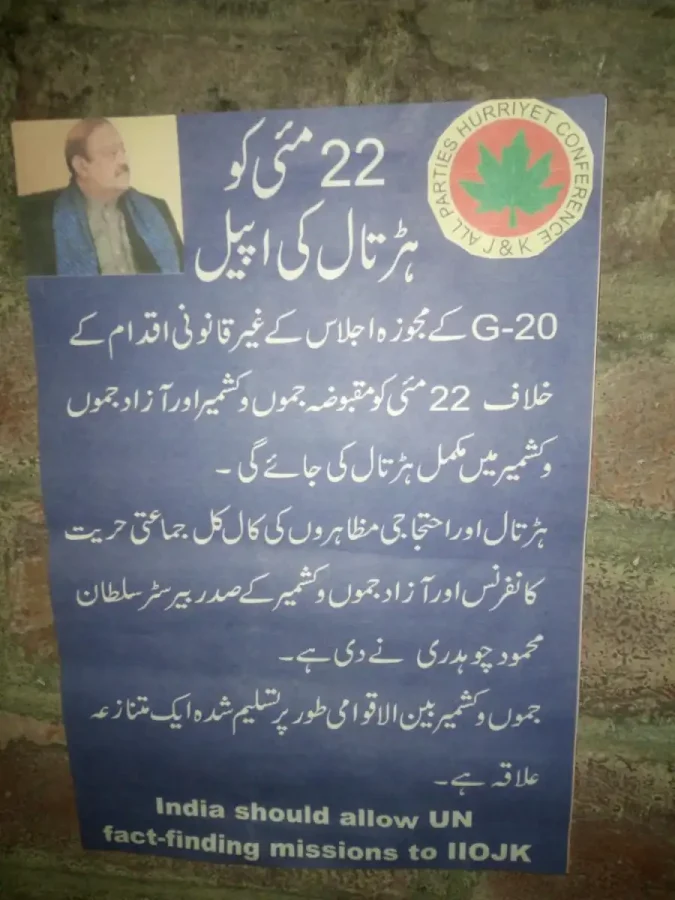 22 مئی کو
ہڑتال کی اپیل
ALL PARTIES HURRIYET CONFERENCE J & K
G-20 کے مجوزہ اجلاس کے غیر قانونی اقدام کے
خلاف 22 مئی کو مقبوضہ جموں و کشمیر اور آزاد جموں
و کشمیر میں مکمل ہڑتال کی جائے گی ۔
ہڑتال اور احتجاجی مظاہروں کی کال کل جماعتی حریت
کانفرنس اور آزاد جموں و کشمیر کے صدر بیرسٹر سلطان
محمود چوہدری نے دی ہے ۔
جموں و کشمیر بین الاقوامی طور پر تسلیم شدہ ایک متنازعہ
علاقہ ہے ۔
India should allow UN
fact-finding missions to IIOJK